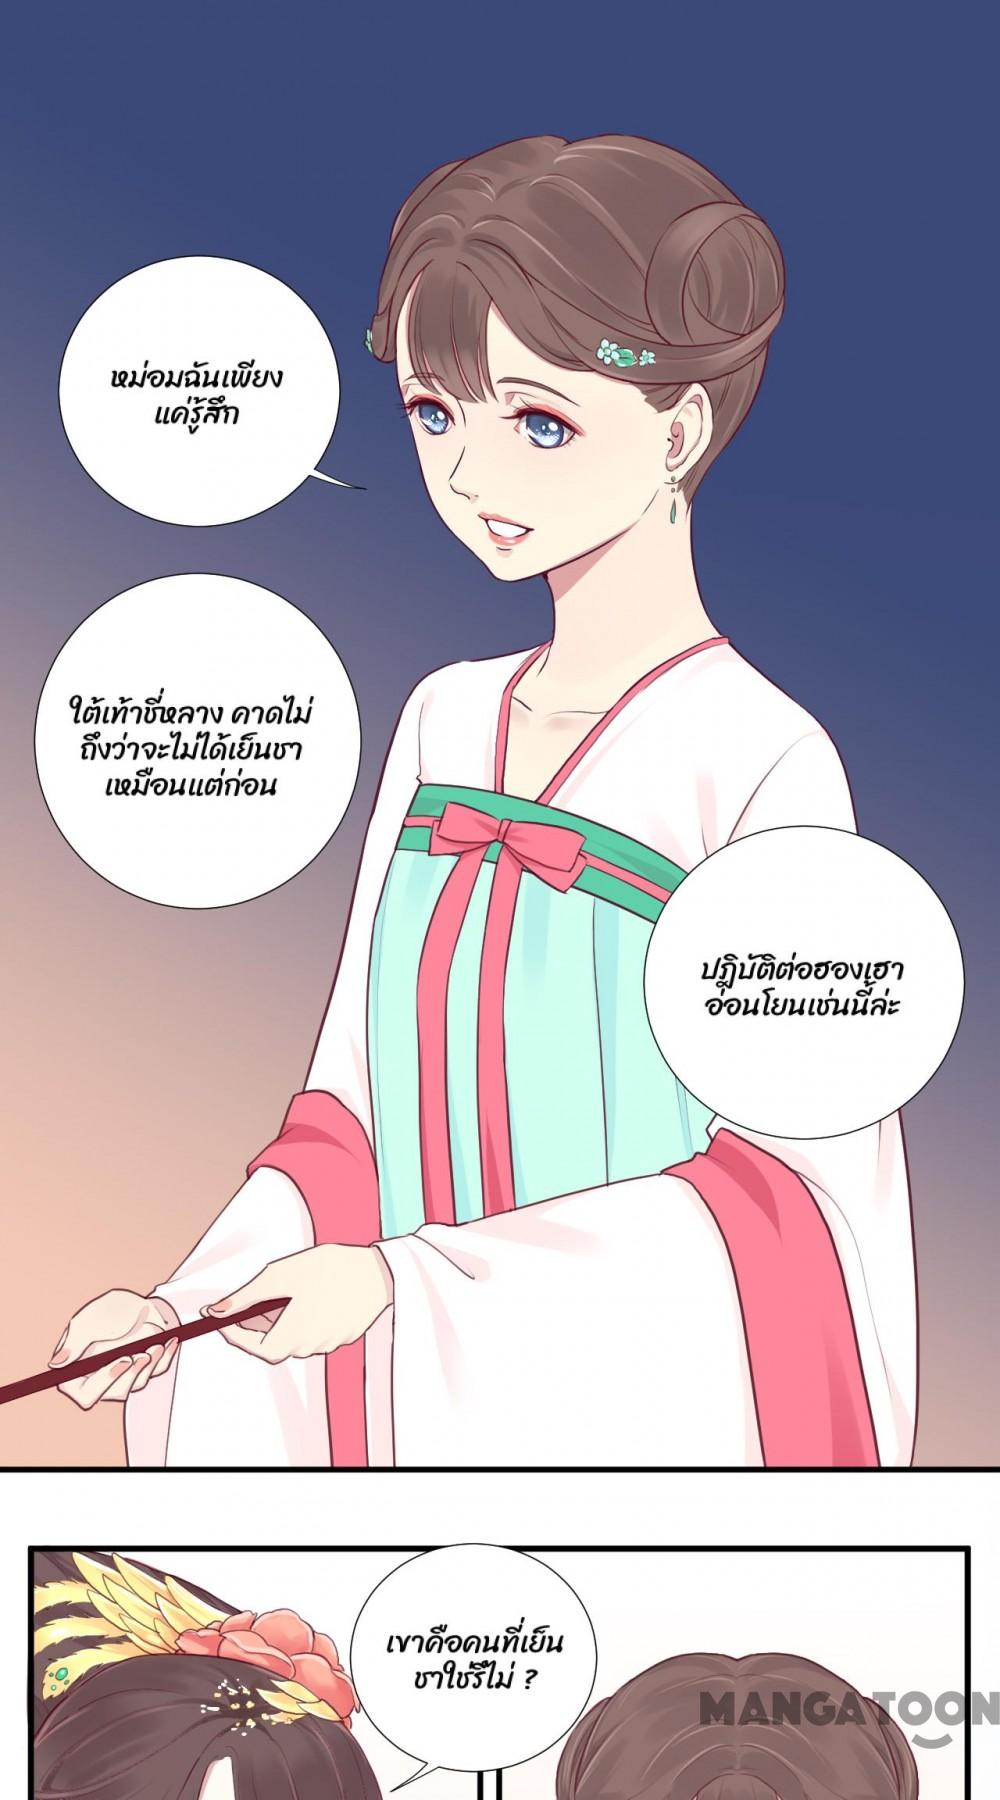 หม่อมฉันเพียง
แค่รู้สึก
ใต้เท้าชี่หลาง คาดไม่
ถึงว่าจะไม่ได้เย็นชา
เหมือนแต่ก่อน
ปฏิบัติต่อฮองเฮา
อ่อนโยนเช่นนี้ล่ะ
เขาคือคนที่เย็น
ชาใช่รึไม่ ?
MANGATOON